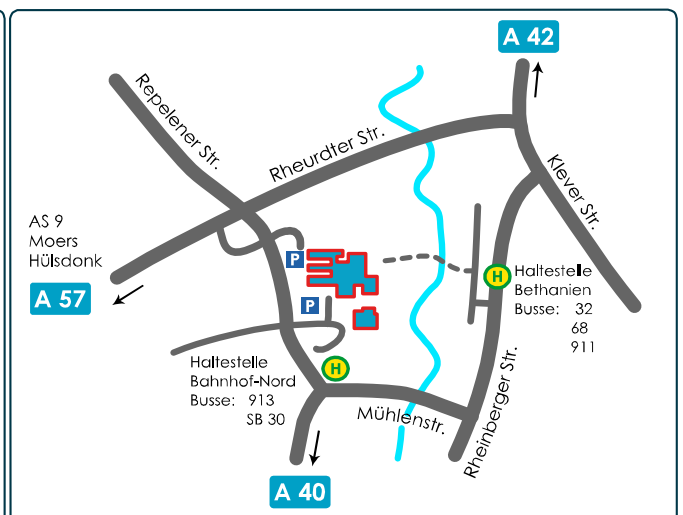 A 42
Repelener Str.
Rheurdter Str.
Klever Str.
AS 9
Moers
Hülsdonk
A 57
P
P
H
Haltestelle
Bethanien
Busse: 32
68
911
Haltestelle
Bahnhof-Nord
Busse: 913
SB 30
H
Mühlenstr.
Rheinberger Str.
A 40